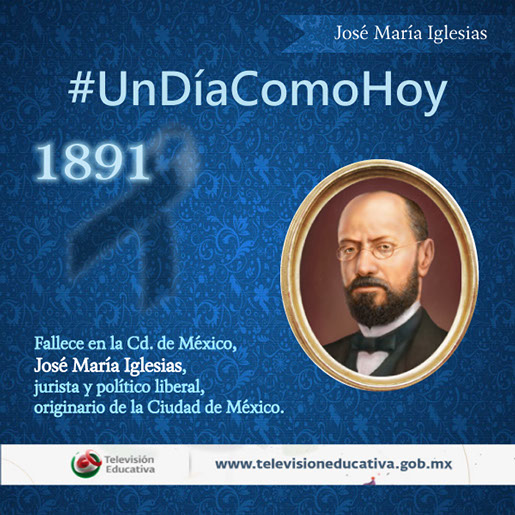 José María Iglesias
#UnDíaComoHoy
1891
Fallece en la Cd. de México,
José María Iglesias,
jurista y político liberal,
originario de la Ciudad de México.
Televisión
Educativa
www.televisioneducativa.gob.mx